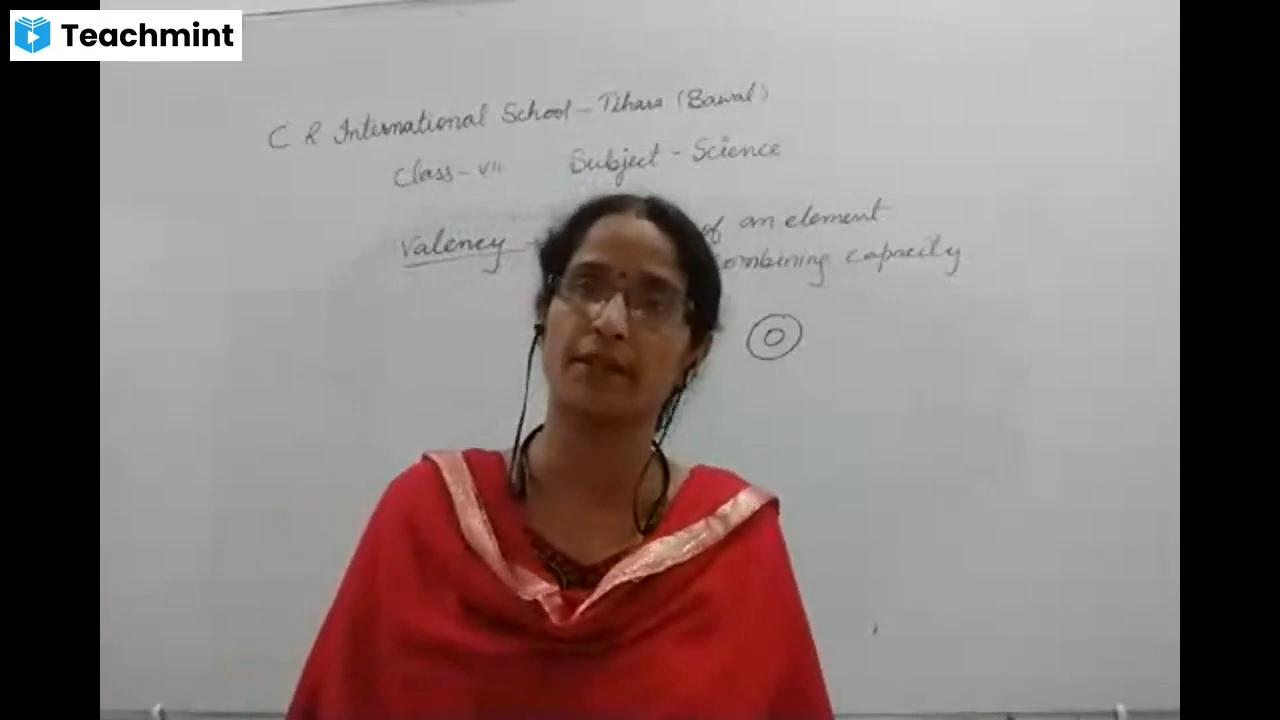 Teachmint
C R International School - Tihara (Bawal)
Class - VII Subject - Science
Valency of an element
combining capacity